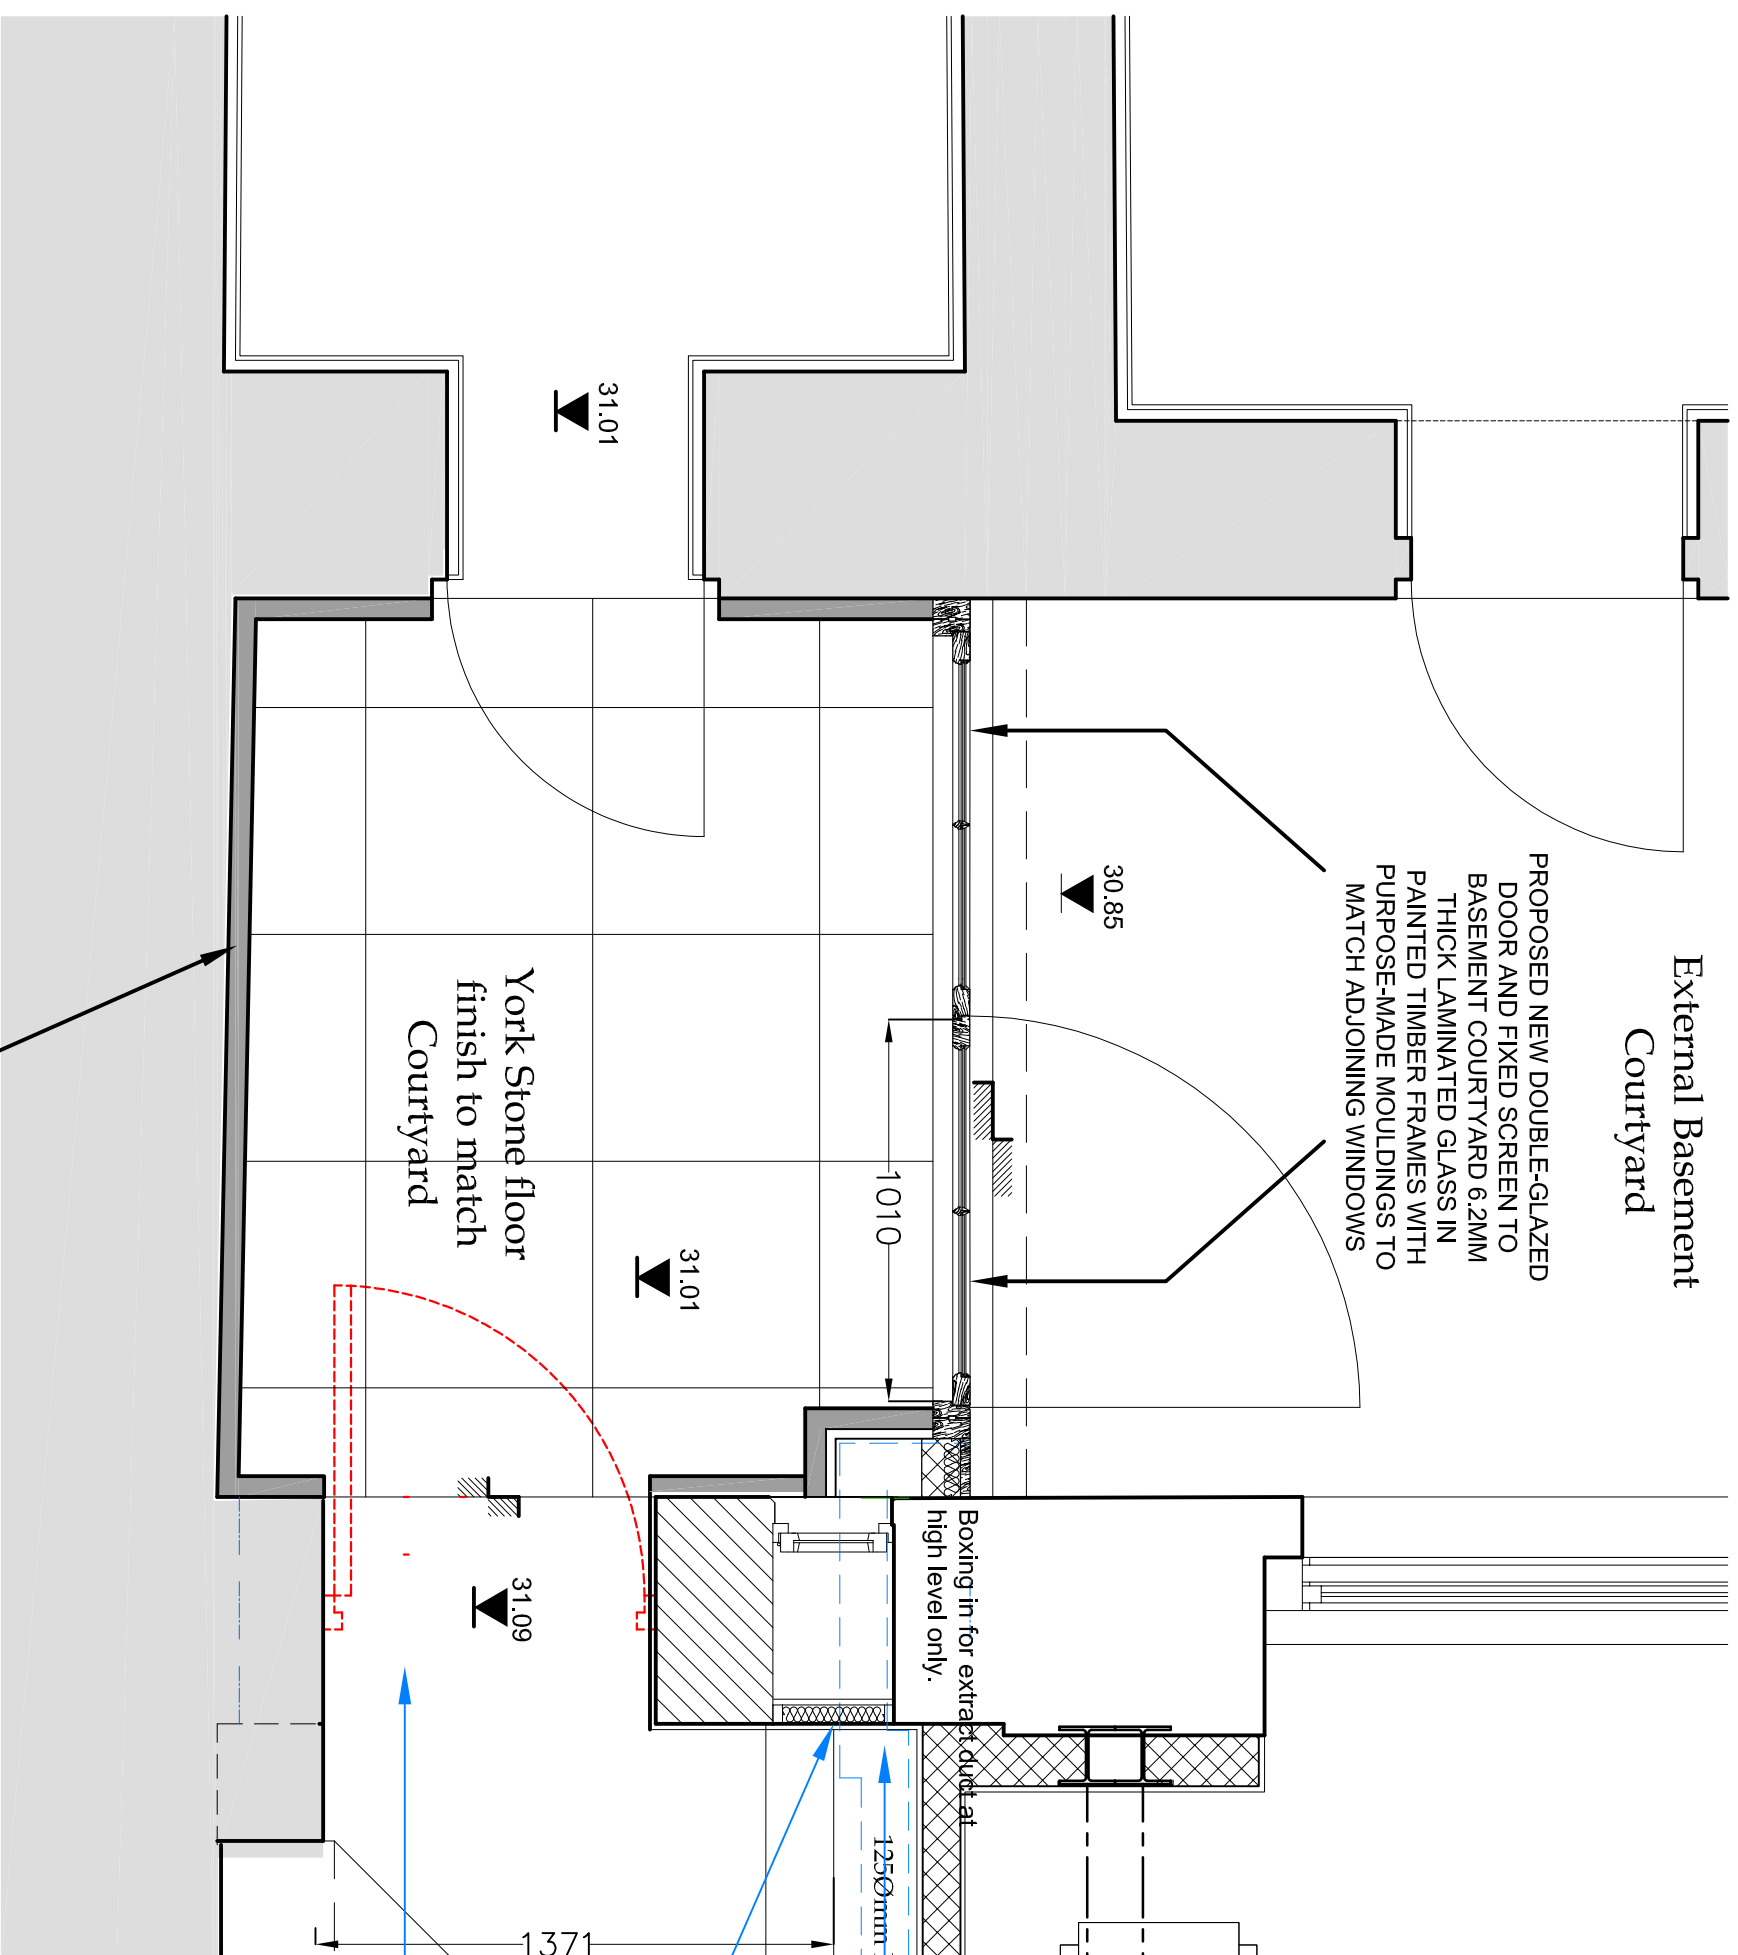 External Basement
Courtyard
PROPOSED NEW DOUBLE-GLAZED
DOOR AND FIXED SCREEN TO
BASEMENT COURTYARD 6.2MM
THICK LAMINATED GLASS IN
PAINTED TIMBER FRAMES WITH
PURPOSE-MADE MOULDINGS TO
MATCH ADJOINING WINDOWS
30.85
31.01
1010
York Stone floor
finish to match
Courtyard
31.01
31.09
Boxing in for extract duct at
high level only.
125Ømm
1371